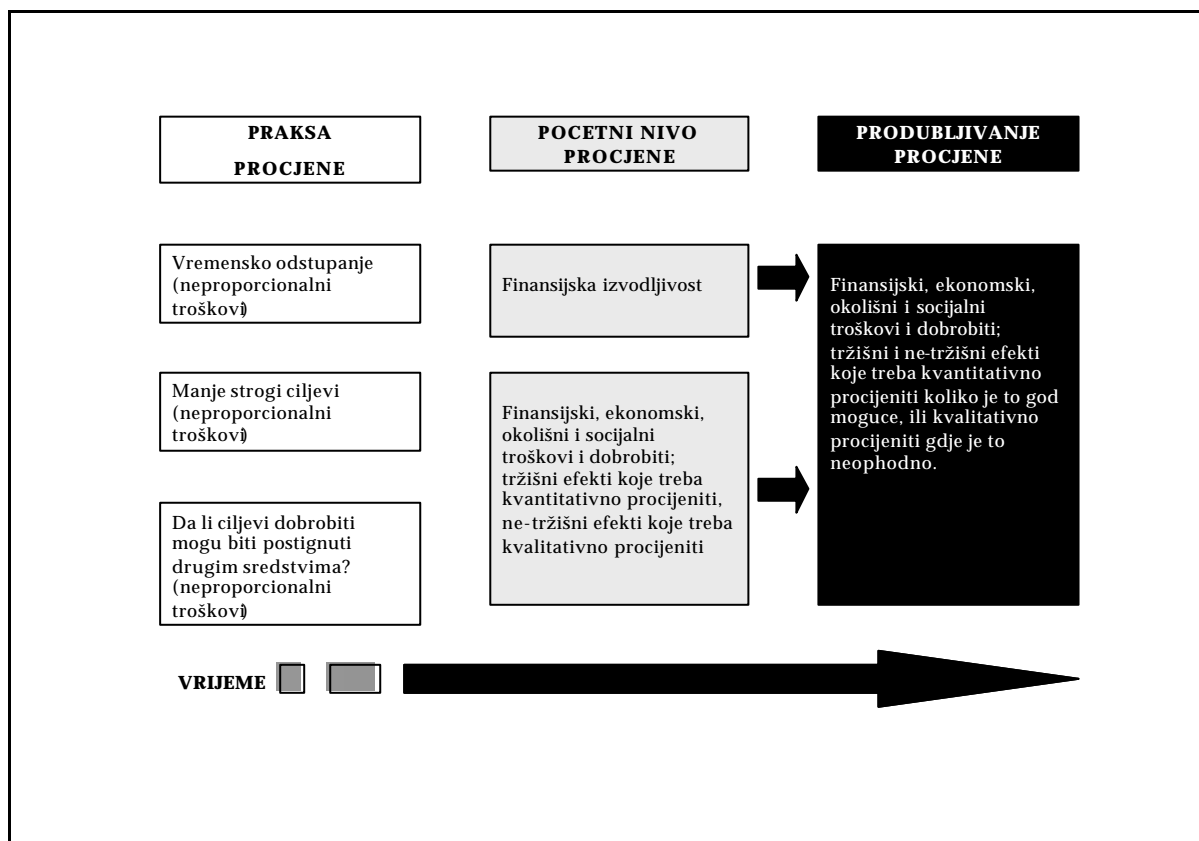 PRAKSA
PROCJENE
POCETNI NIVO
PROCJENE
PRODUBLJIVANJE
PROCJENE
Vremensko odstupanje
(neproporcionalni
troškovi)
Finansijska izvodljivost
Manje strogi ciljevi
(neproporcionalni
troškovi)
Da li ciljevi dobrobiti
mogu biti postignuti
drugim sredstvima?
(neproporcionalni
troškovi)
Finansijski, ekonomski,
okolišni i socijalni
troškovi i dobrobiti;
tržišni efekti koje treba
kvantitativno procijeniti,
ne-tržišni efekti koje treba
kvalitativno procijeniti
Finansijski, ekonomski,
okolišni i socijalni
troškovi i dobrobiti;
tržišni i ne-tržišni efekti
koje treba kvantitativno
procijeniti koliko je to god
moguce, ili kvalitativno
procijeniti gdje je to
neophodno.
VRIJEME